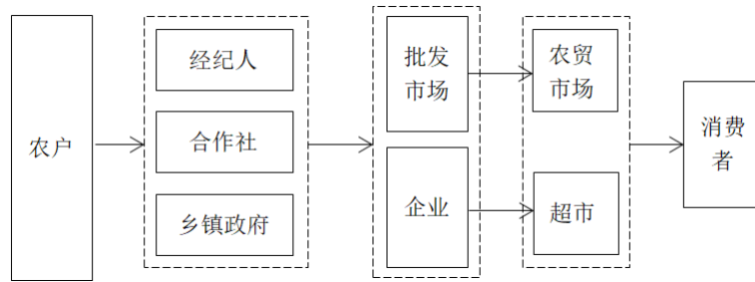 农户
经纪人
合作社
乡镇政府
批发
市场
企业
农贸
市场
超市
消费
者